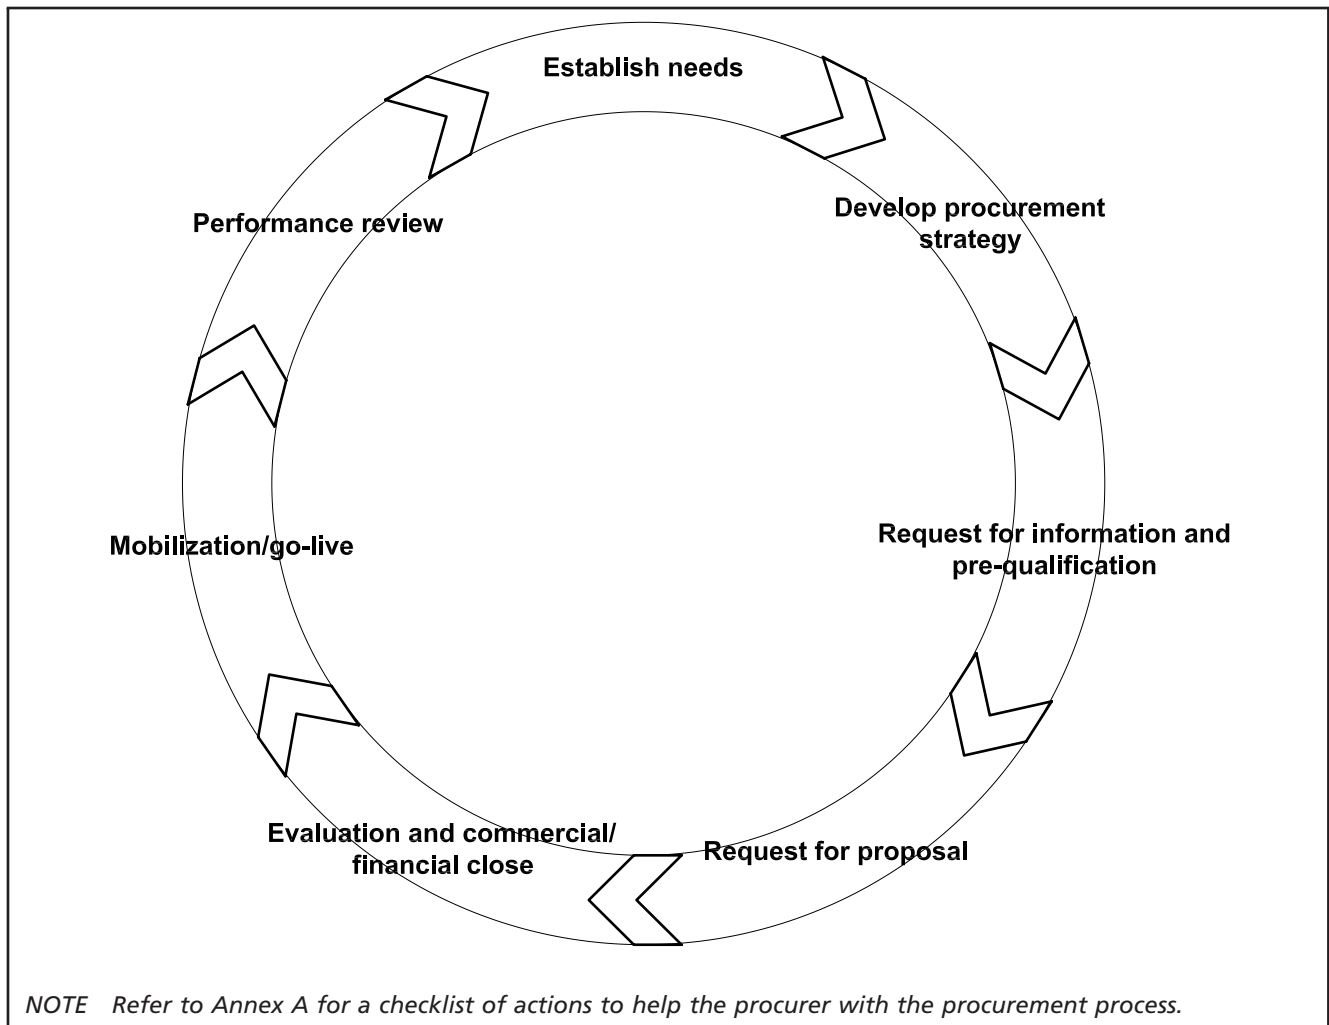 Establish needs
Develop procurement
strategy
Request for information and
pre-qualification
Request for proposal
Evaluation and commercial/
financial close
Mobilization/go-live
Performance review
NOTE Refer to Annex A for a checklist of actions to help the procurer with the procurement process.